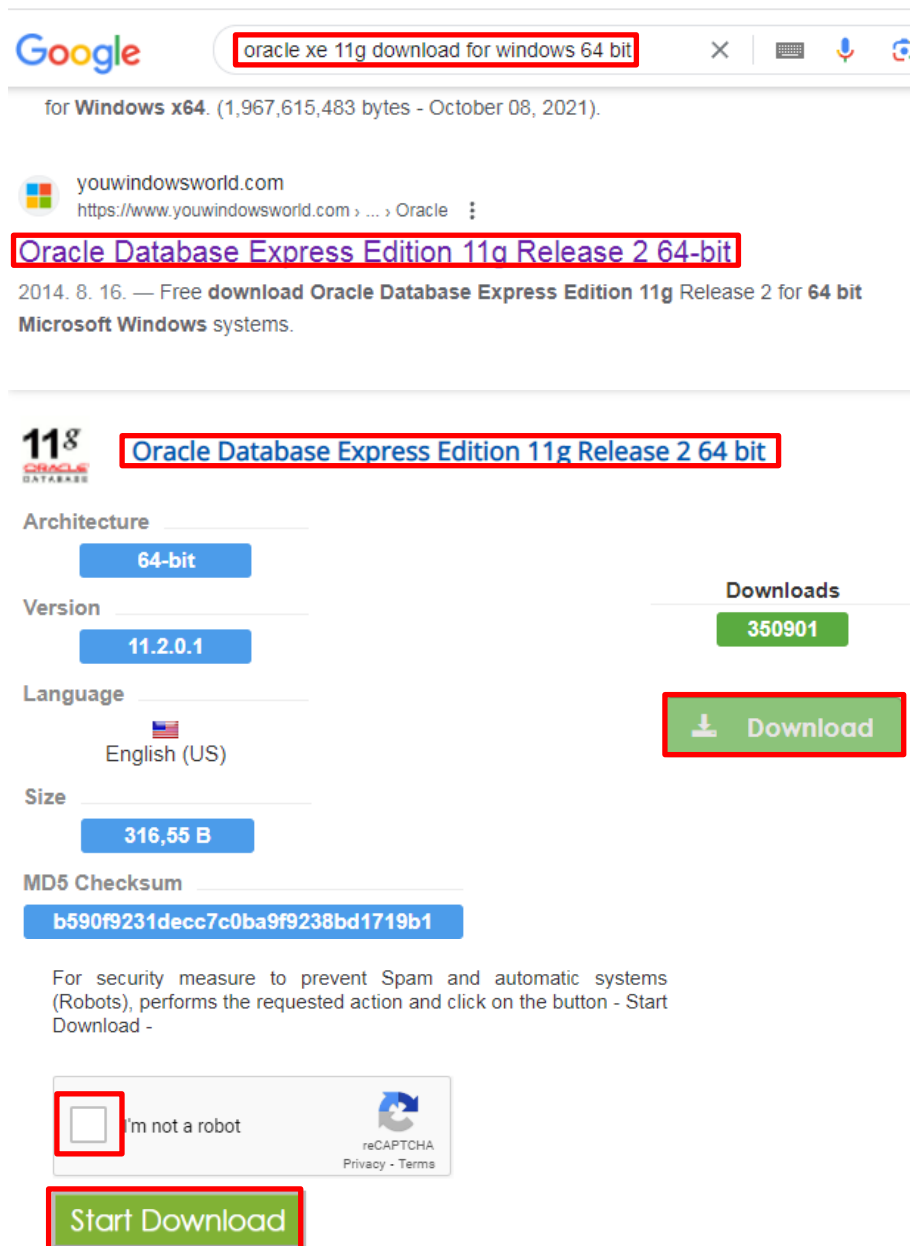 Google
oracle xe 11g download for windows 64 bit
for Windows x64. (1,967,615,483 bytes - October 08, 2021).
youwindowsworld.com
https://www.youwindowsworld.com › ... › Oracle
Oracle Database Express Edition 11g Release 2 64-bit
2014. 8. 16. — Free download Oracle Database Express Edition 11g Release 2 for 64 bit
Microsoft Windows systems.
11g
ORACLE
DATABASE
Oracle Database Express Edition 11g Release 2 64 bit
Architecture
64-bit
Version
11.2.0.1
Language
English (US)
Size
316,55 B
MD5 Checksum
b590f9231decc7c0ba9f9238bd1719b1
Downloads
350901
Download
For security measure to prevent Spam and automatic systems
(Robots), performs the requested action and click on the button - Start
Download -
I'm not a robot
reCAPTCHA
Privacy - Terms
Start Download